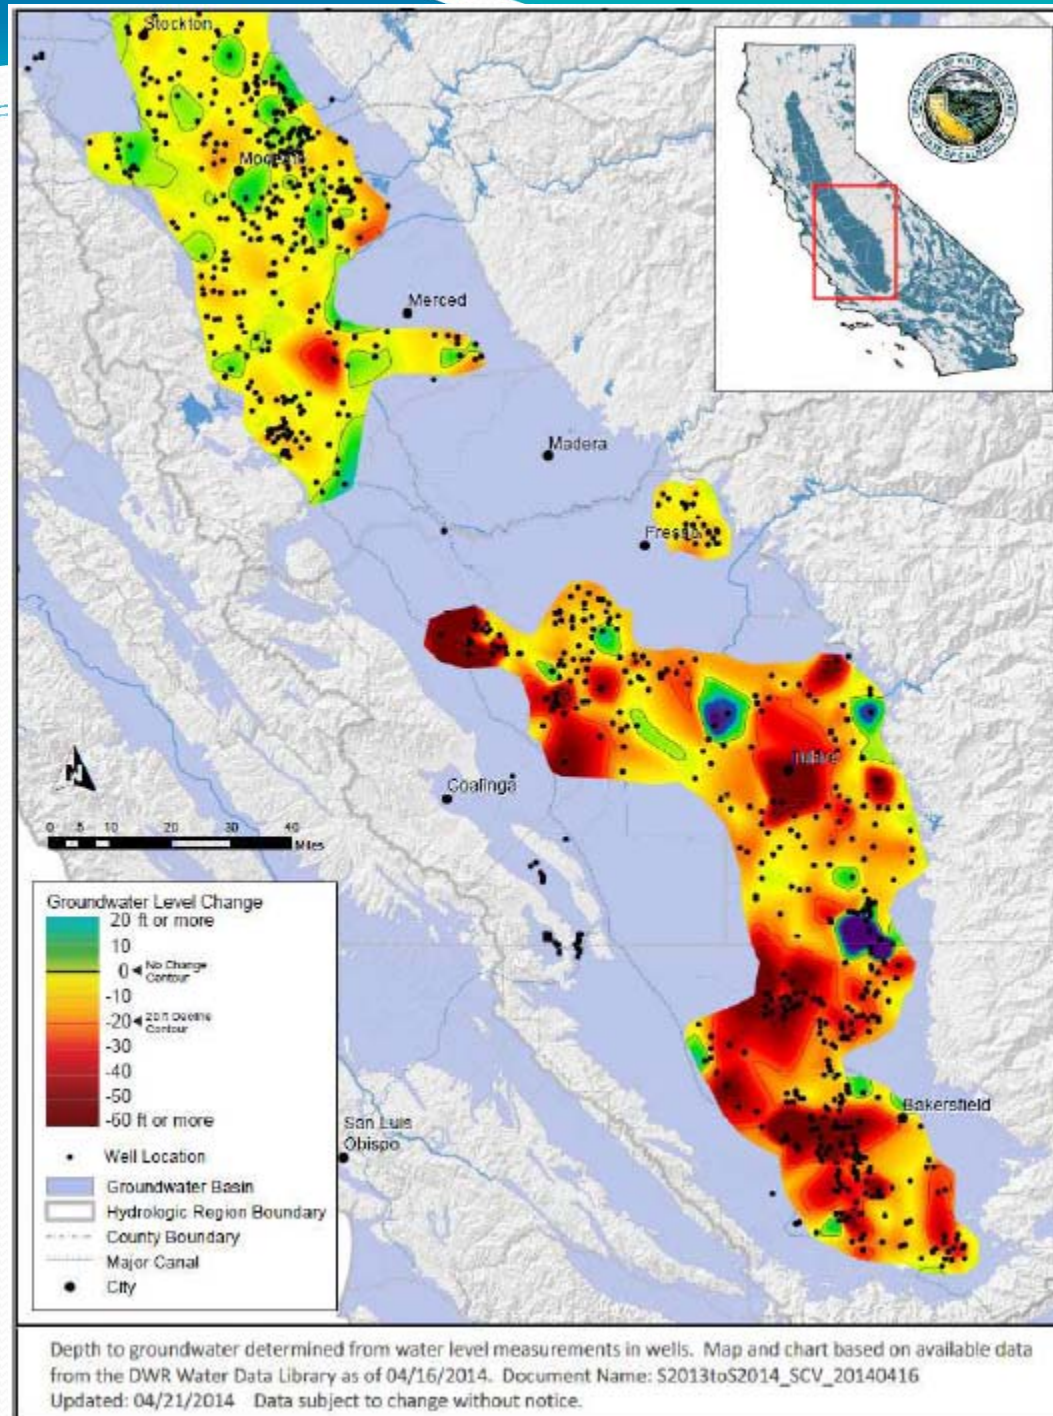 Stockton
Modesto
Merced
Madera
Fresno
Tulare
Coalinga
0 5 10 20 30 40
Miles
Groundwater Level Change
20 ft or more
10
0 No Change
Contour
-10
-20 20 ft Decline
Contour
-30
-40
-50
-60 ft or more
Well Location
Groundwater Basin
Hydrologic Region Boundary
County Boundary
Major Canal
City
San Luis
Obispo
Bakersfield
Depth to groundwater determined from water level measurements in wells. Map and chart based on available data
from the DWR Water Data Library as of 04/16/2014. Document Name: S2013toS2014_SCV_20140416
Updated: 04/21/2014 Data subject to change without notice.